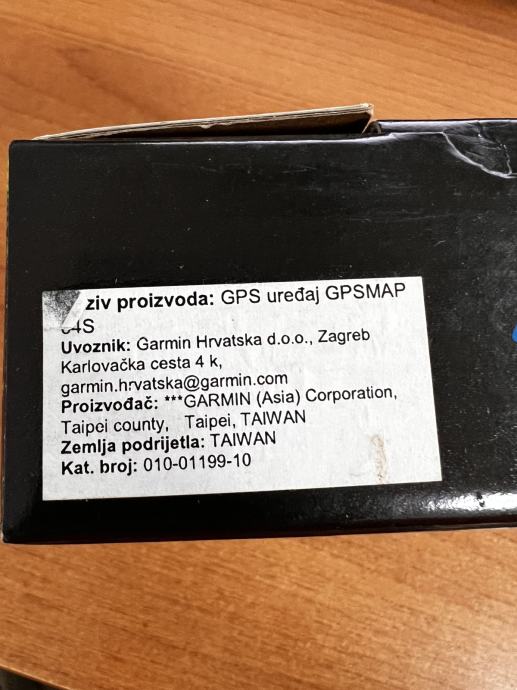 ziv proizvoda: GPS uređaj GPSMAP
64S
Uvoznik: Garmin Hrvatska d.o.o., Zagreb
Karlovačka cesta 4 k,
garmin.hrvatska@garmin.com
Proizvođač: ***GARMIN (Asia) Corporation,
Taipei county, Taipei, TAIWAN
Zemlja podrijetla: TAIWAN
Kat. broj: 010-01199-10